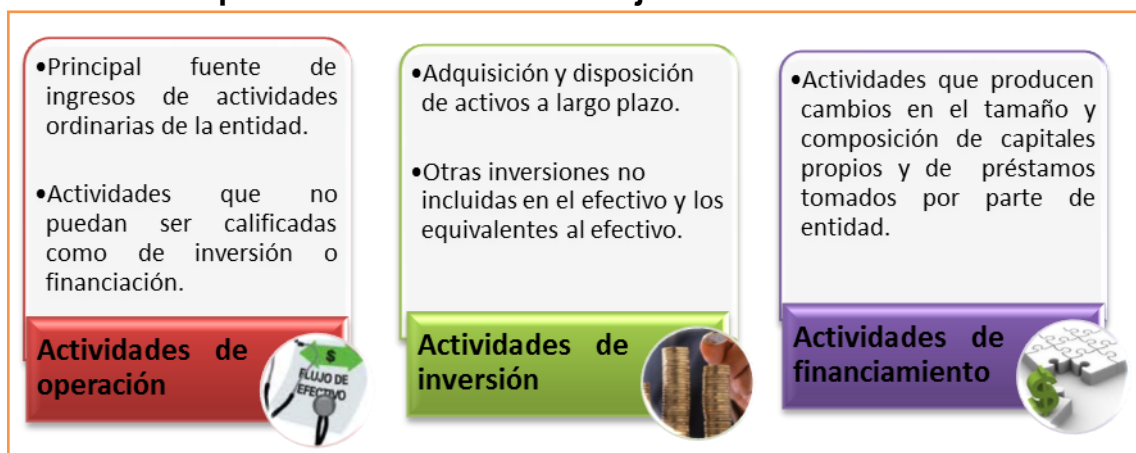 •Principal fuente de
ingresos de actividades
ordinarias de la entidad.
•Actividades que no
puedan ser calificadas
como de inversión o
financiación.
Actividades de
operación
$
FLUJO DE
EFECTIVO
•Adquisición y disposición
de activos a largo plazo.
•Otras inversiones no
incluidas en el efectivo y los
equivalentes al efectivo.
Actividades de
inversión
•Actividades que producen
cambios en el tamaño y
composición de capitales
propios y de préstamos
tomados por parte de
entidad.
Actividades de
financiamiento
$